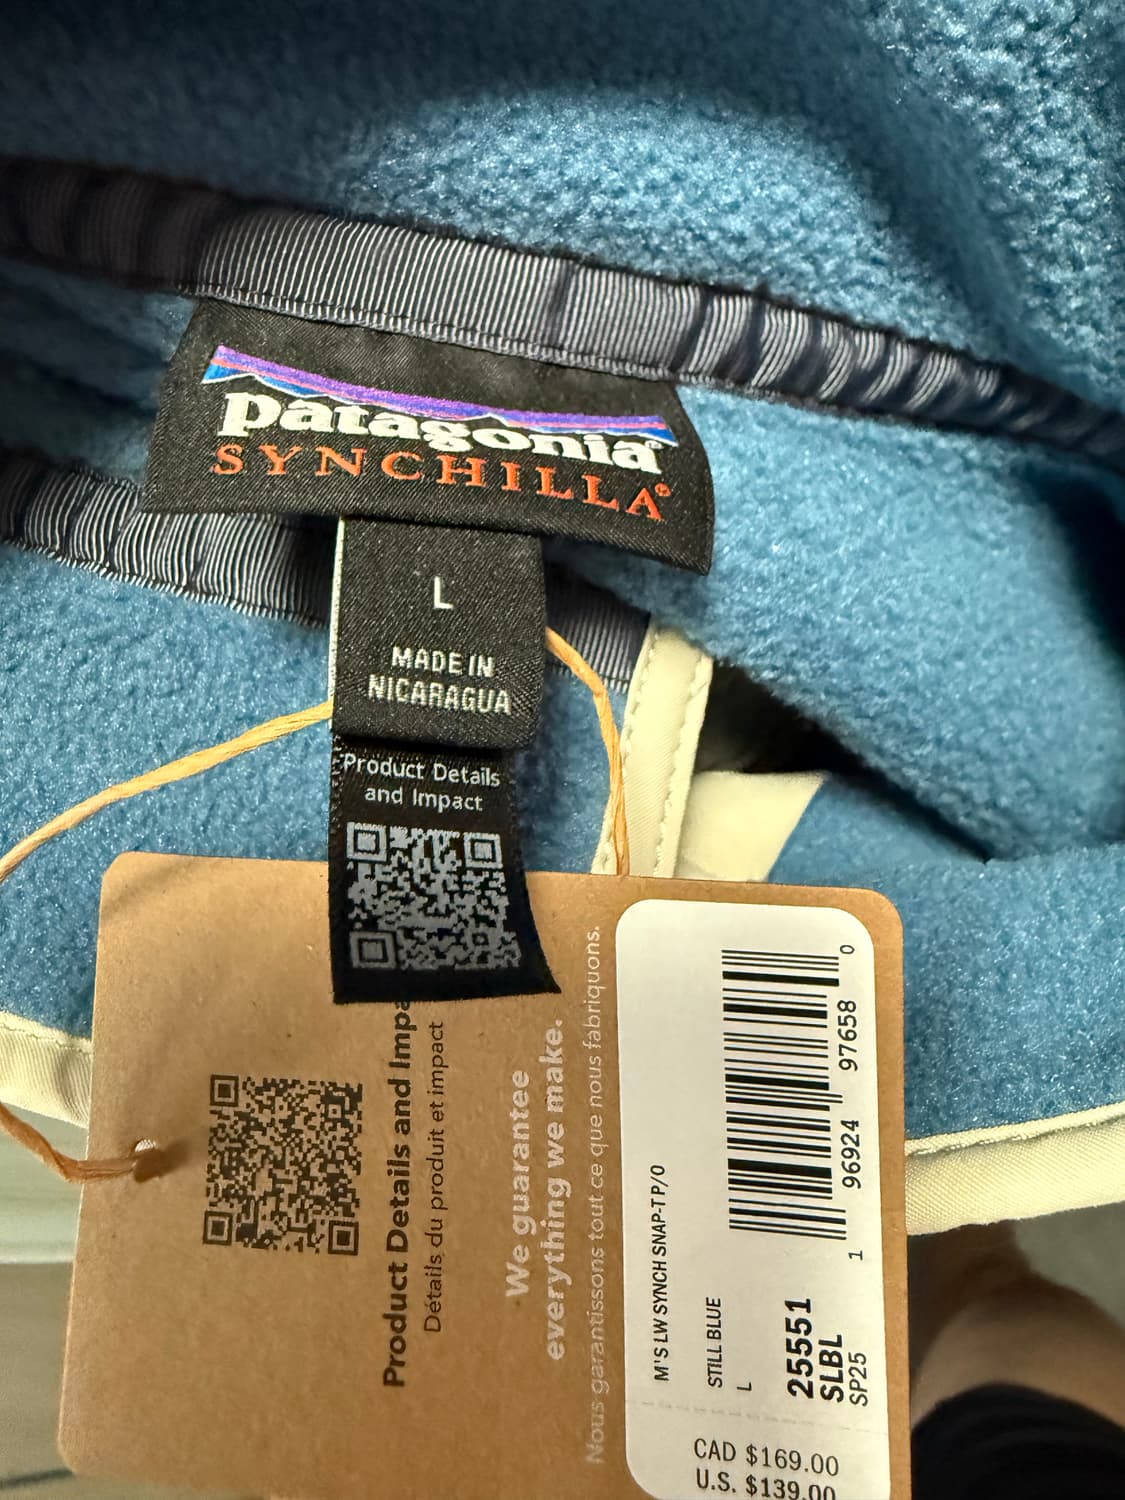 patagonia®
SYNCHILLA®
L
MADE IN
NICARAGUA
Product Details
and Impact
Product Details and Impa
Détails du produit et impact
We guarantee
everything we make.
Nous garantissons tout ce que nous fabriquons.
M'S LW SYNCH SNAP-T P/O
STILL BLUE
L
1 96924 97658 0
25551
SLBL
SP25
CAD $169.00
U.S. $139.00